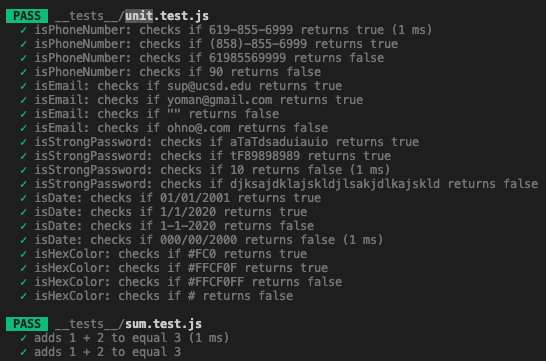 PASS __tests__/unit.test.js
✓ isPhoneNumber: checks if 619-855-6999 returns true (1 ms)
✓ isPhoneNumber: checks if (858)-855-6999 returns true
✓ isPhoneNumber: checks if 61985569999 returns false
✓ isPhoneNumber: checks if 90 returns false
✓ isEmail: checks if sup@ucsd.edu returns true
✓ isEmail: checks if yoman@gmail.com returns true
✓ isEmail: checks if "" returns false
✓ isEmail: checks if ohno@.com returns false
✓ isStrongPassword: checks if aTaTdsaduiauio returns true
✓ isStrongPassword: checks if tF89898989 returns true
✓ isStrongPassword: checks if 10 returns false (1 ms)
✓ isStrongPassword: checks if djksajdklajskldjlsakjdlkajskld returns false
✓ isDate: checks if 01/01/2001 returns true
✓ isDate: checks if 1/1/2020 returns true
✓ isDate: checks if 1-1-2020 returns false
✓ isDate: checks if 000/00/2000 returns false (1 ms)
✓ isHexColor: checks if #FC0 returns true
✓ isHexColor: checks if #FFCF0F returns true
✓ isHexColor: checks if #FFCF0FF returns false
✓ isHexColor: checks if # returns false
PASS __tests__/sum.test.js
✓ adds 1 + 2 to equal 3 (1 ms)
✓ adds 1 + 2 to equal 3